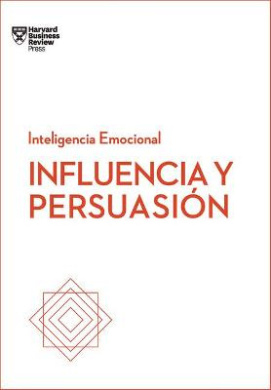 Harvard
Business
Review
Press
Inteligencia Emocional
INFLUENCIA Y
PERSUASIÓN